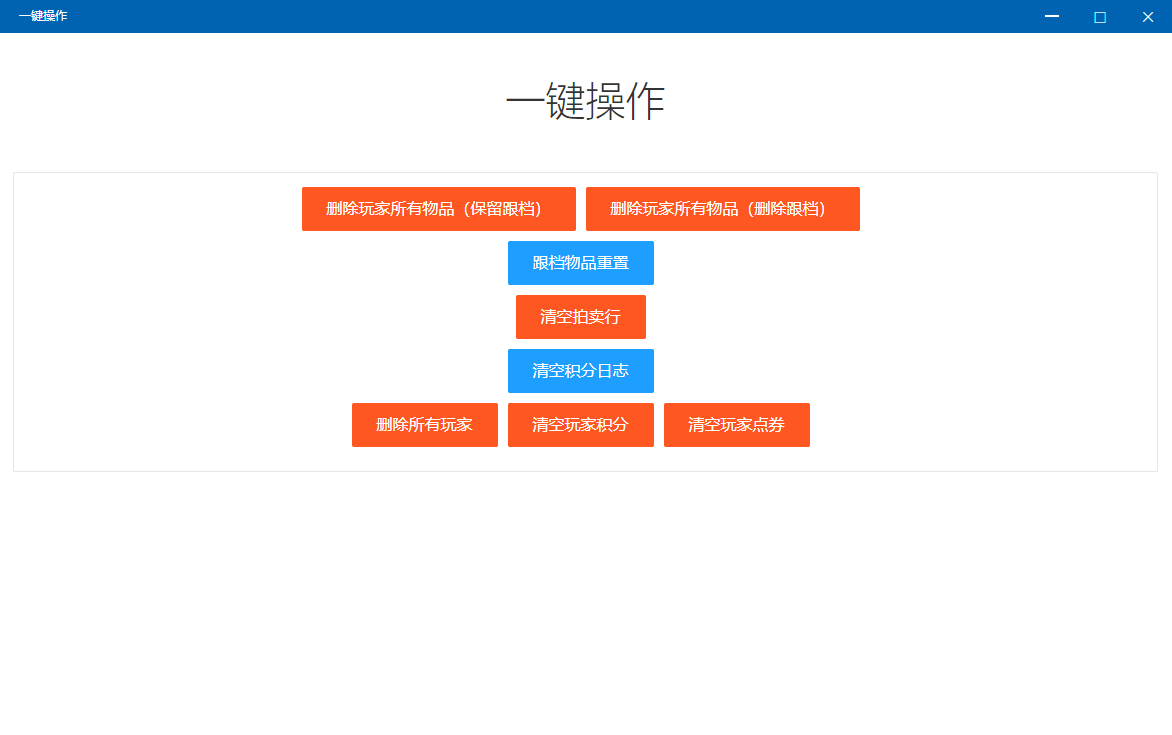 一键操作
一键操作
删除玩家所有物品（保留跟档） 删除玩家所有物品（删除跟档）
跟档物品重置
清空拍卖行
清空积分日志
删除所有玩家 清空玩家积分 清空玩家点券